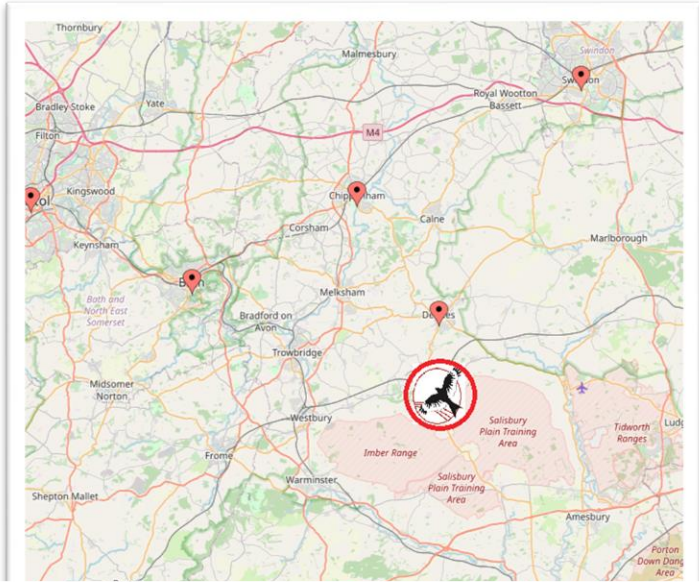 Thornbury
Malmesbury
Swindon
Yate
Royal Wootton
Bassett
Bradley Stoke
M4
Filton
Kingswood
Calne
Corsham
Marlborough
Keynsham
Melksham
Bath and
North East
Somerset
Bradford on
Avon
Trowbridge
Midsomer
Norton
Westbury
Salisbury
Plain Training
Area
Tidworth
Ranges
Imber Range
Frome
Warminster
Salisbury
Plain Training
Area
Shepton Mallet
Amesbury
Porton
Down Dang
Area